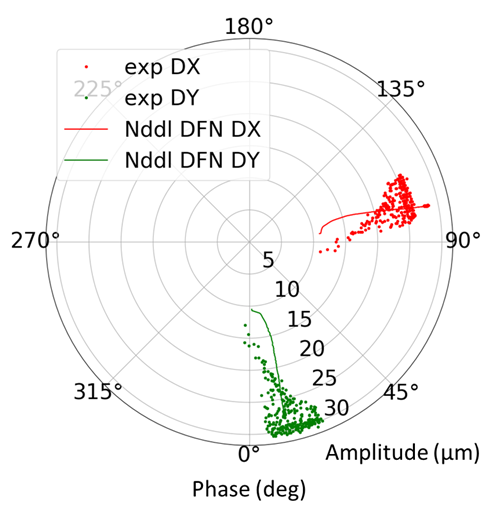 180°
exp DX
225°
135°
exp DY
Nddl DFN DX
Nddl DFN DY
270°
90°
5
10
15
20
25
315°
45°
30
0°
Amplitude (μm)
Phase (deg)